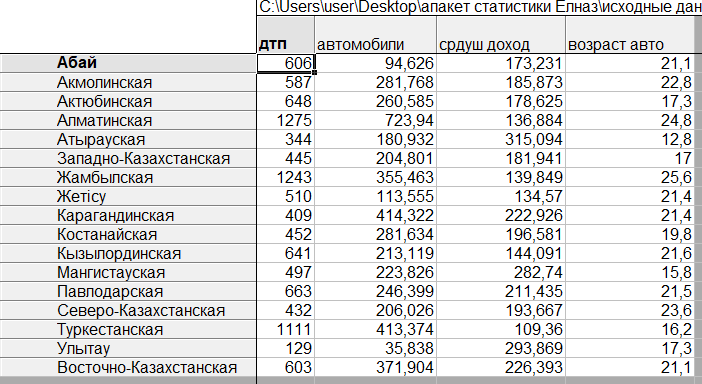 C:\Users\user\Desktop\апакет статистики Елназ\исходные дан
дтп автомобили срдуш доход возраст авто
Абай 606 94,626 173,231 21,1
Акмолинская 587 281,768 185,873 22,8
Актюбинская 648 260,585 178,625 17,3
Алматинская 1275 723,94 136,884 24,8
Атырауская 344 180,932 315,094 12,8
Западно-Казахстанская 445 204,801 181,941 17
Жамбылская 1243 355,463 139,849 25,6
Жетісу 510 113,555 134,57 21,4
Карагандинская 409 414,322 222,926 21,4
Костанайская 452 281,634 196,581 19,8
Кызылординская 641 213,119 144,091 21,6
Мангистауская 497 223,826 282,74 15,8
Павлодарская 663 246,399 211,435 21,5
Северо-Казахстанская 432 206,026 193,667 23,6
Туркестанская 1111 413,374 109,36 16,2
Улытау 129 35,838 293,869 17,3
Восточно-Казахстанская 603 371,904 226,393 21,1